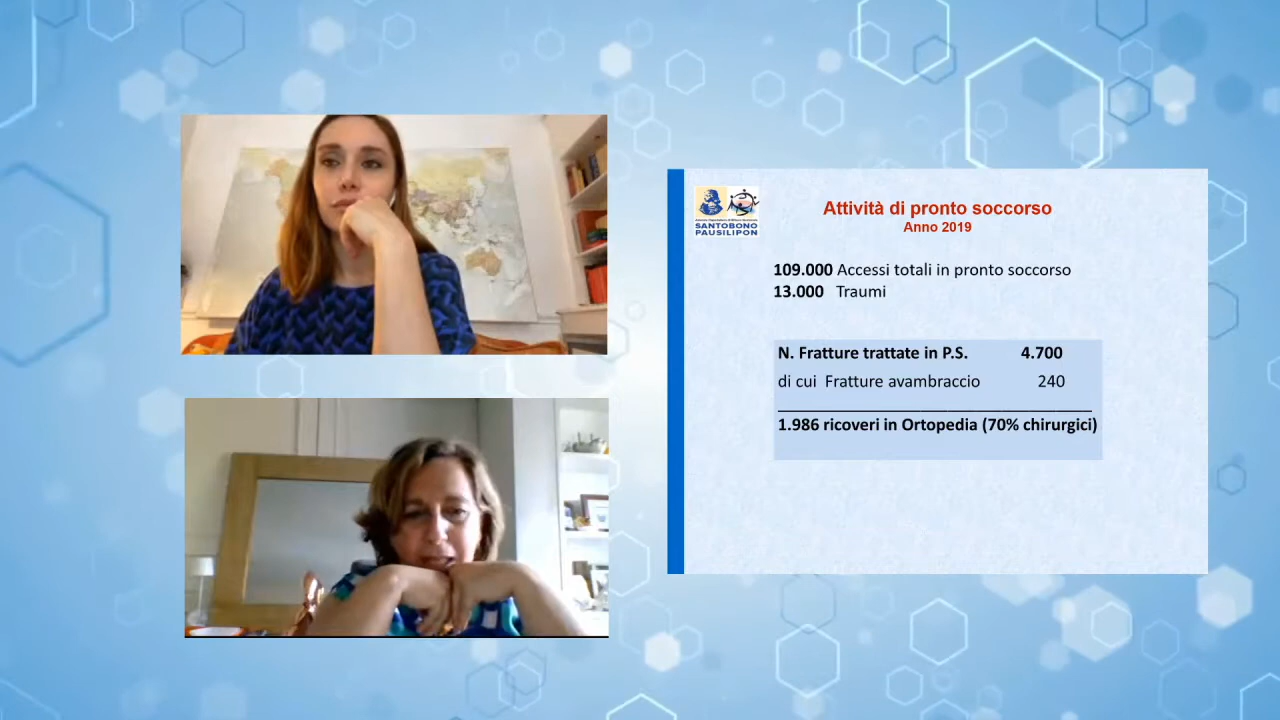 SANTOBONO
PAUSILIPON
Attività di pronto soccorso
Anno 2019
109.000 Accessi totali in pronto soccorso
13.000 Traumi
N. Fratture trattate in P.S. 4.700
di cui Fratture avambraccio 240
1.986 ricoveri in Ortopedia (70% chirurgici)